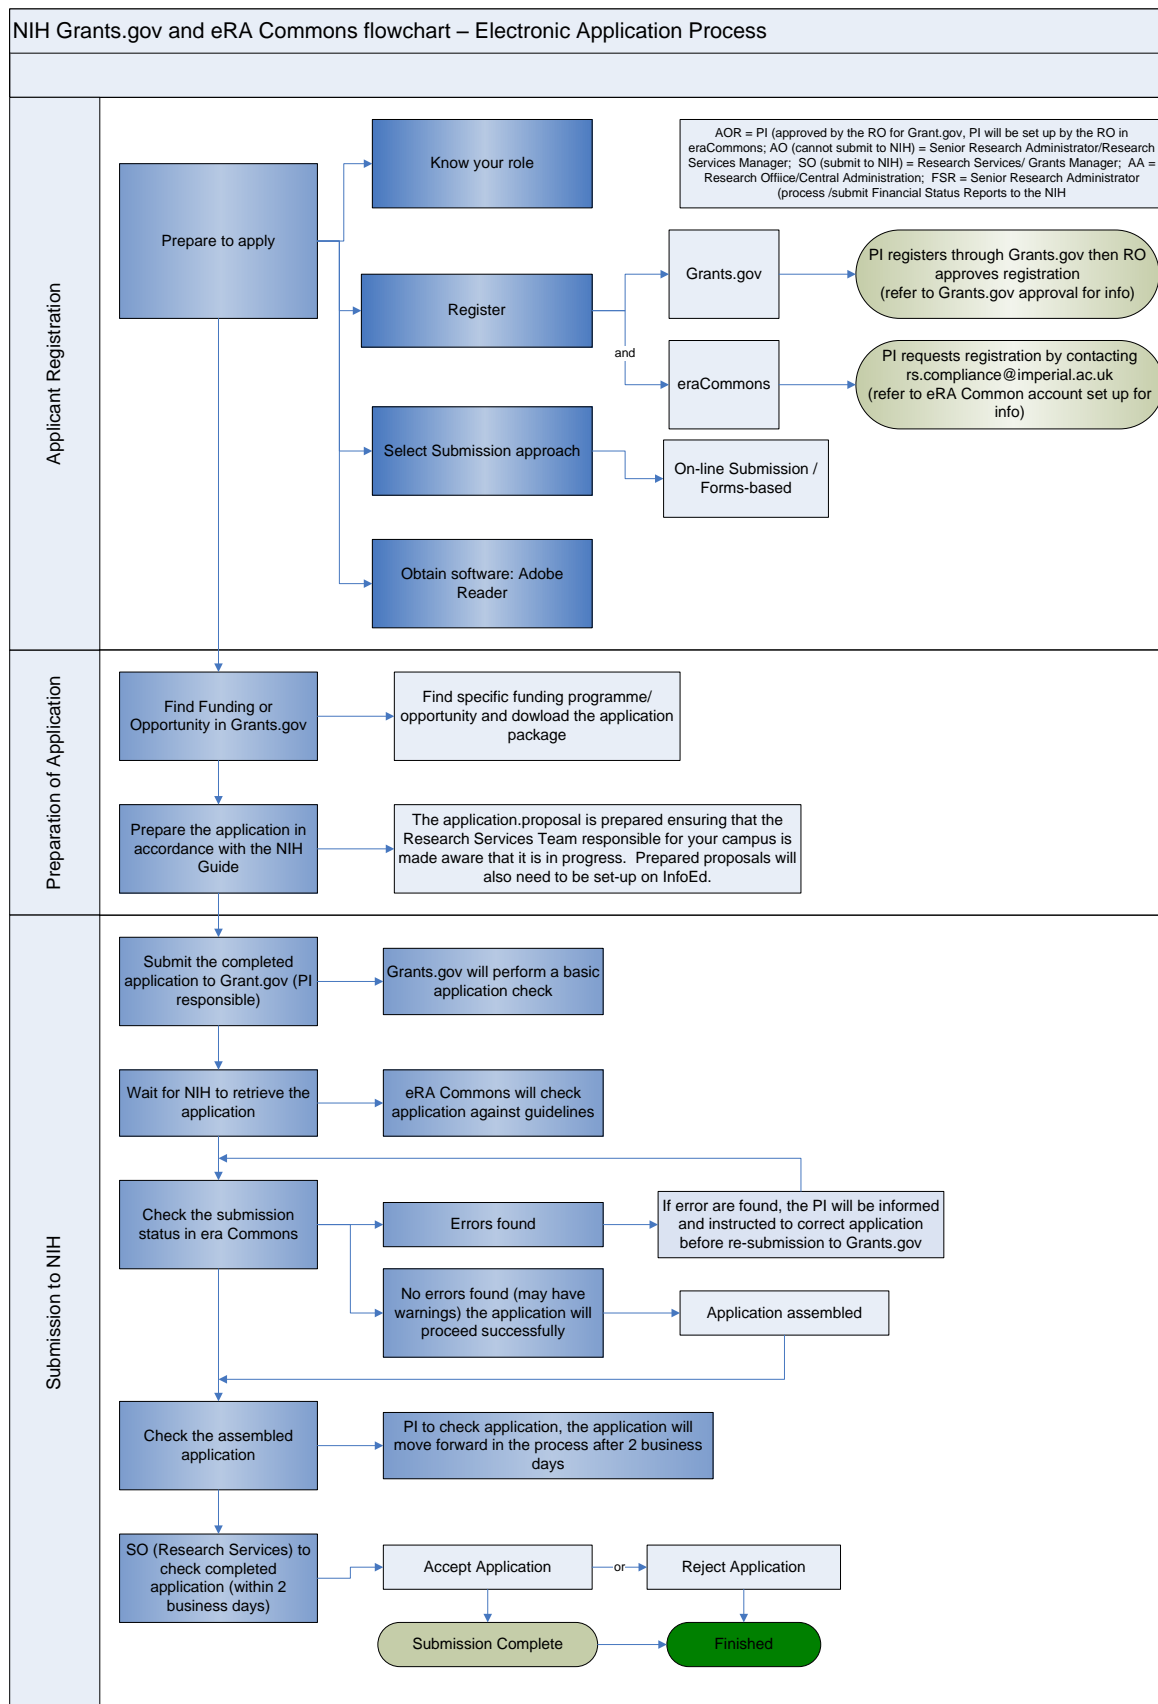 NIH Grants.gov and eRA Commons flowchart – Electronic Application Process
Applicant Registration
Prepare to apply
Know your role
AOR = PI (approved by the RO for Grant.gov, PI will be set up by the RO in
eraCommons; AO (cannot submit to NIH) = Senior Research Administrator/Research
Services Manager;  SO (submit to NIH) = Research Services/ Grants Manager;  AA =
Research Offiice/Central Administration;  FSR = Senior Research Administrator
(process /submit Financial Status Reports to the NIH
Register
Grants.gov
PI registers through Grants.gov then RO
approves registration
(refer to Grants.gov approval for info)
and
eraCommons
PI requests registration by contacting
rs.compliance@imperial.ac.uk
(refer to eRA Common account set up for
info)
Select Submission approach
On-line Submission /
Forms-based
Obtain software: Adobe
Reader
Preparation of Application
Find Funding or
Opportunity in Grants.gov
Find specific funding programme/
opportunity and dowload the application
package
Prepare the application in
accordance with the NIH
Guide
The application.proposal is prepared ensuring that the
Research Services Team responsible for your campus is
made aware that it is in progress.  Prepared proposals will
also need to be set-up on InfoEd.
Submission to NIH
Submit the completed
application to Grant.gov (PI
responsible)
Grants.gov will perform a basic
application check
Wait for NIH to retrieve the
application
eRA Commons will check
application against guidelines
Check the submission
status in era Commons
Errors found
If error are found, the PI will be informed
and instructed to correct application
before re-submission to Grants.gov
No errors found (may have
warnings) the application will
proceed successfully
Application assembled
Check the assembled
application
PI to check application, the application will
move forward in the process after 2 business
days
SO (Research Services) to
check completed
application (within 2
business days)
Accept Application
or
Reject Application
Submission Complete
Finished